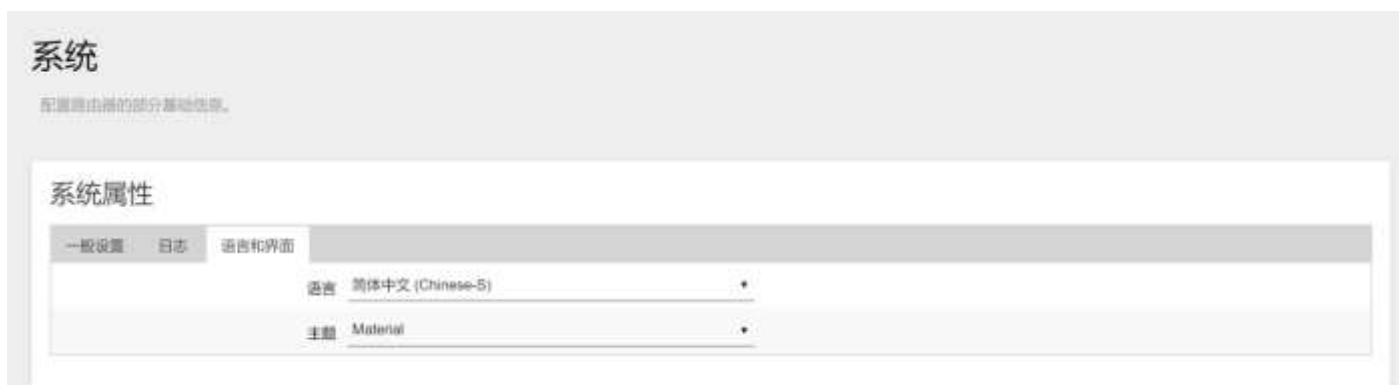 系统
配置路由器的部分基础信息。
系统属性
一般设置 日志 语言和界面
语言 简体中文 (Chinese-S)
主题 Material